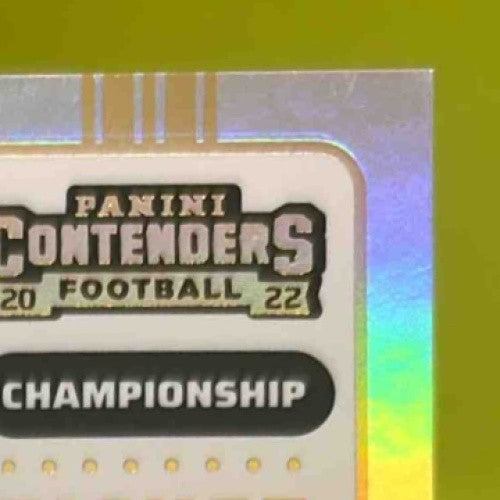 PANINI
CONTENDERS
20 FOOTBALL 22
CHAMPIONSHIP